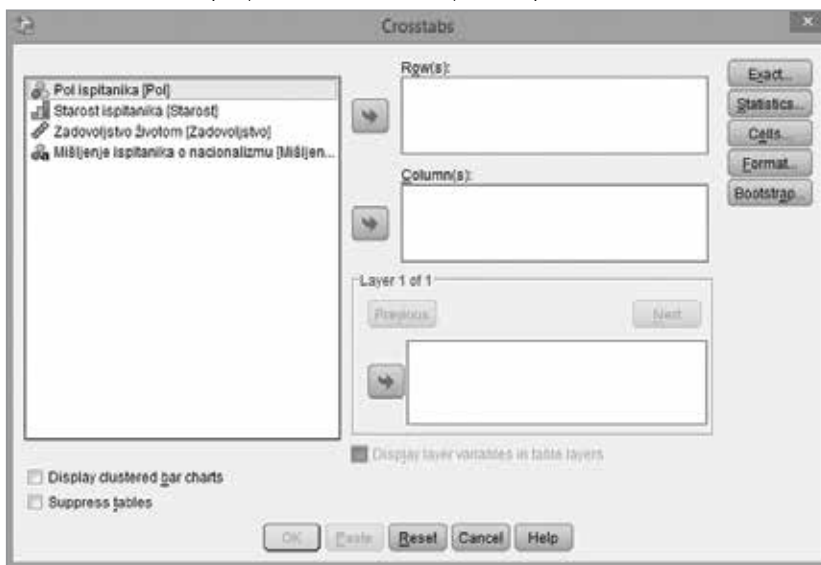 Crosstabs
Pol ispitanika [Pol]
Starost ispitanika [Starost]
Zadovoljstvo životom [Zadovoljstvo]
Mišljenje ispitanika o nacionalizmu [Mišljen...
Row(s):
Column(s):
Layer 1 of 1
Previous
Next
Display layer variables in table layers
Exact...
Statistics...
Cells...
Format...
Bootstrap...
Display clustered bar charts
Suppress tables
OK
Paste
Reset
Cancel
Help